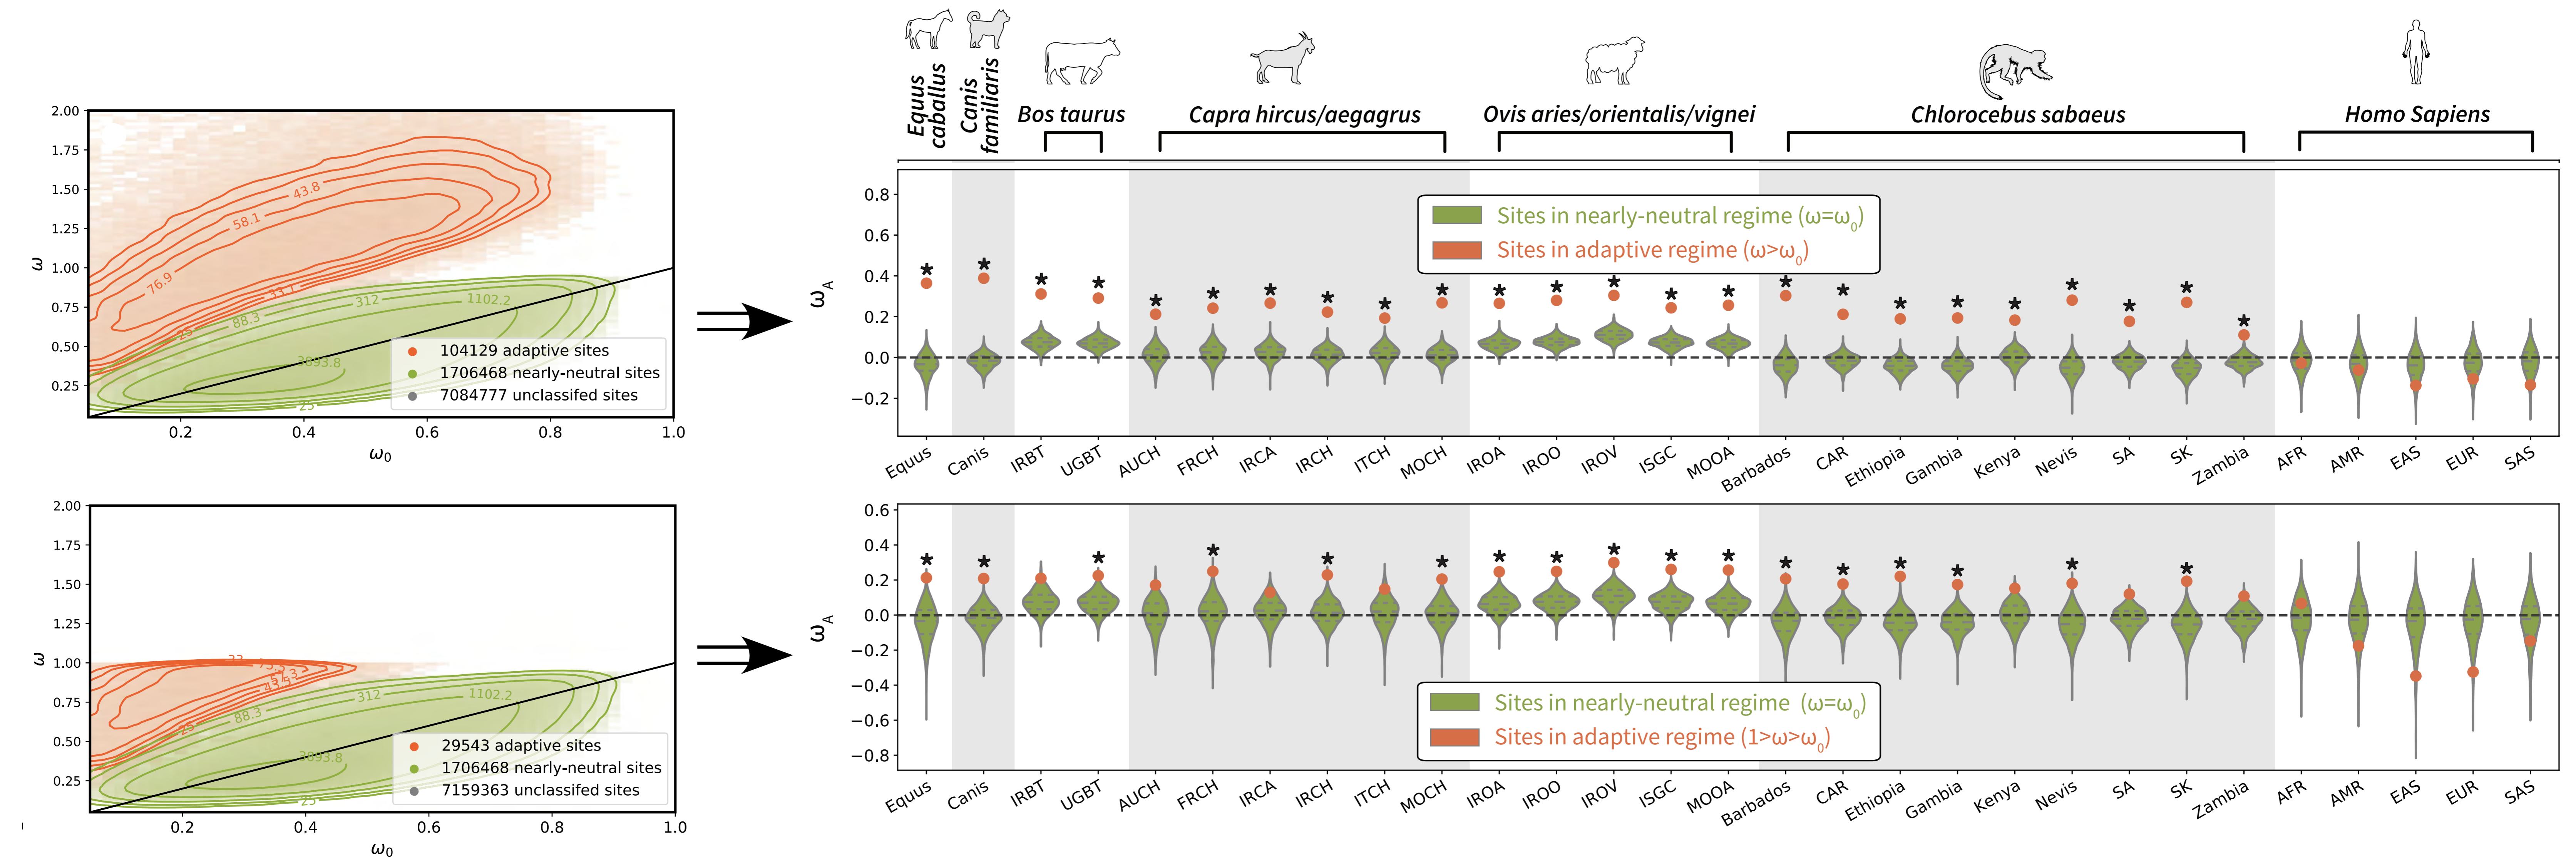 Equus caballus
Canis familiaris
Bos taurus
Capra hircus/aegagrus
Ovis aries/orientalis/vignei
Chlorocebus sabaeus
Homo Sapiens
2.00
1.75
1.50
1.25
1.00
0.75
0.50
0.25
ω
43.8
58.1
76.9
33.1
25
312
1102.2
88.3
3893.8
25
104129 adaptive sites
1706468 nearly-neutral sites
7084777 unclassifed sites
0.2 0.4 0.6 0.8 1.0
ω0
0.8
0.6
0.4
0.2
0.0
−0.2
ωA
Sites in nearly-neutral regime (ω=ω0)
Sites in adaptive regime (ω>ω0)
* * * * * * * * * * * * * * * * * * * * * * * *
Equus Canis IRBT UGBT AUCH FRCH IRCA IRCH ITCH MOCH IROA IROO IROV ISGC MOOA Barbados CAR Ethiopia Gambia Kenya Nevis SA SK Zambia AFR AMR EAS EUR SAS
2.00
1.75
1.50
1.25
1.00
0.75
0.50
0.25
ω
25
312
1102.2
88.3
3893.8
25
29543 adaptive sites
1706468 nearly-neutral sites
7159363 unclassifed sites
0.2 0.4 0.6 0.8 1.0
ω0
0.6
0.4
0.2
0.0
−0.2
−0.4
−0.6
−0.8
ωA
* * * * * * * * * * * * * * * * * *
Sites in nearly-neutral regime (ω=ω0)
Sites in adaptive regime (1>ω>ω0)
Equus Canis IRBT UGBT AUCH FRCH IRCA IRCH ITCH MOCH IROA IROO IROV ISGC MOOA Barbados CAR Ethiopia Gambia Kenya Nevis SA SK Zambia AFR AMR EAS EUR SAS